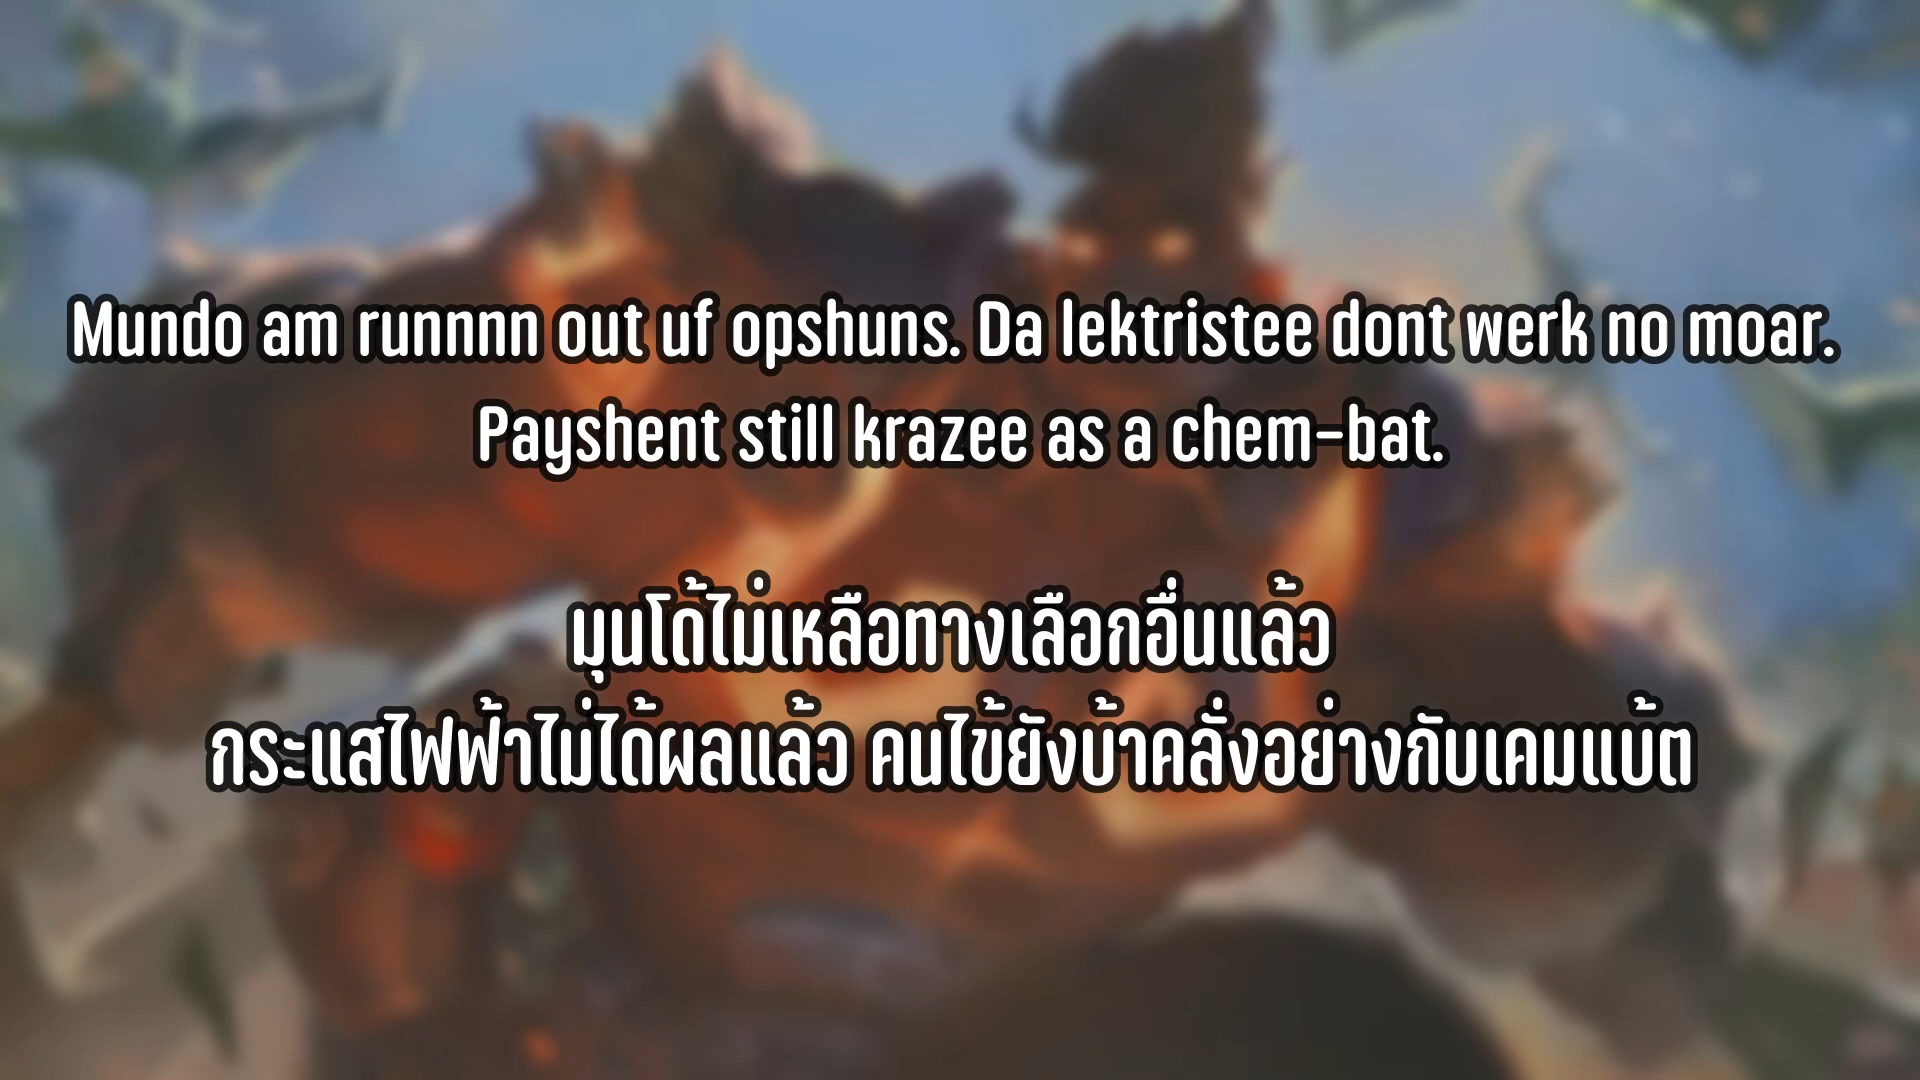 Mundo am runnnn out uf opshuns. Da lektristee dont werk no moar.
Payshent still krazee as a chem-bat.
มุนโด้ไม่เหลือทางเลือกอื่นแล้ว
กระแสไฟฟ้าไม่ได้ผลแล้ว คนไข้ยังบ้าคลั่งอย่างกับเคมแบ้ต